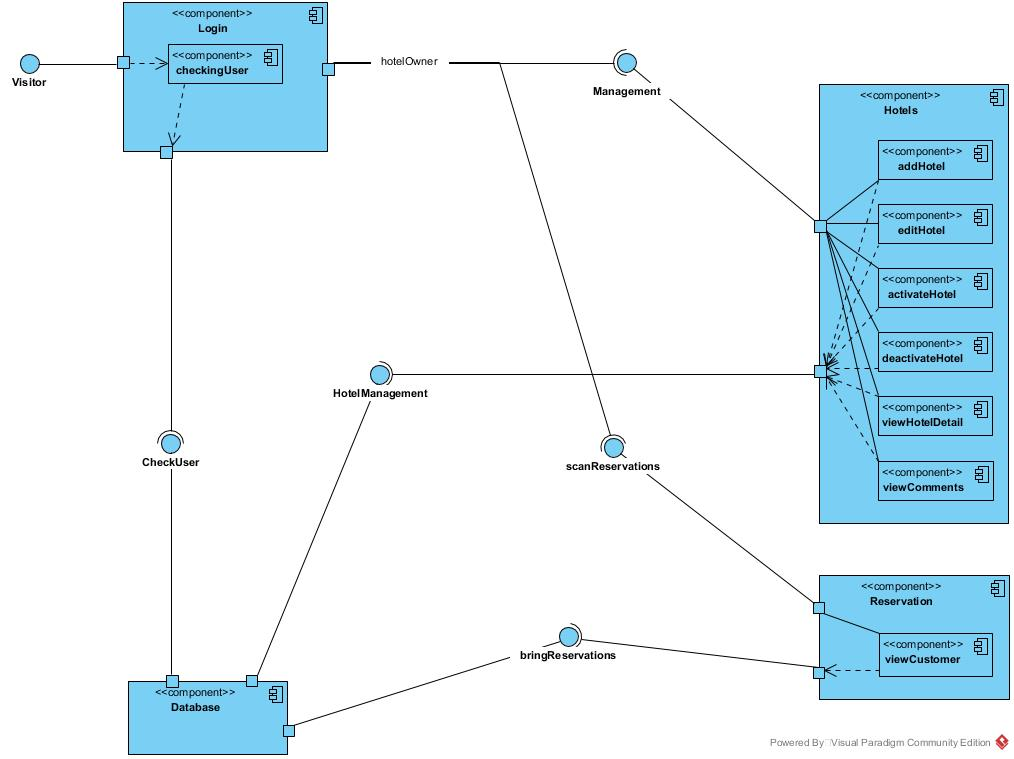 <<component>>
Login
<<component>>
checkingUser
Visitor
hotelOwner
Management
<<component>>
Hotels
<<component>>
addHotel
<<component>>
editHotel
<<component>>
activateHotel
<<component>>
deactivateHotel
<<component>>
viewHotelDetail
<<component>>
viewComments
HotelManagement
CheckUser
scanReservations
<<component>>
Reservation
<<component>>
viewCustomer
bringReservations
<<component>>
Database
Powered By Visual Paradigm Community Edition